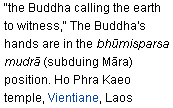 "the Buddha calling the earth
to witness," The Buddha's
hands are in the bhūmisparsa
mudrā (subduing Māra)
position. Ho Phra Kaeo
temple, Vientiane, Laos